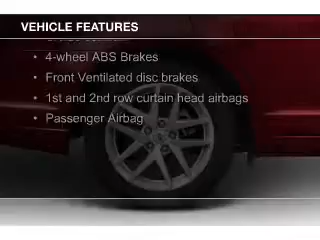 VEHICLE FEATURES
• 4-wheel ABS Brakes
• Front Ventilated disc brakes
• 1st and 2nd row curtain head airbags
• Passenger Airbag